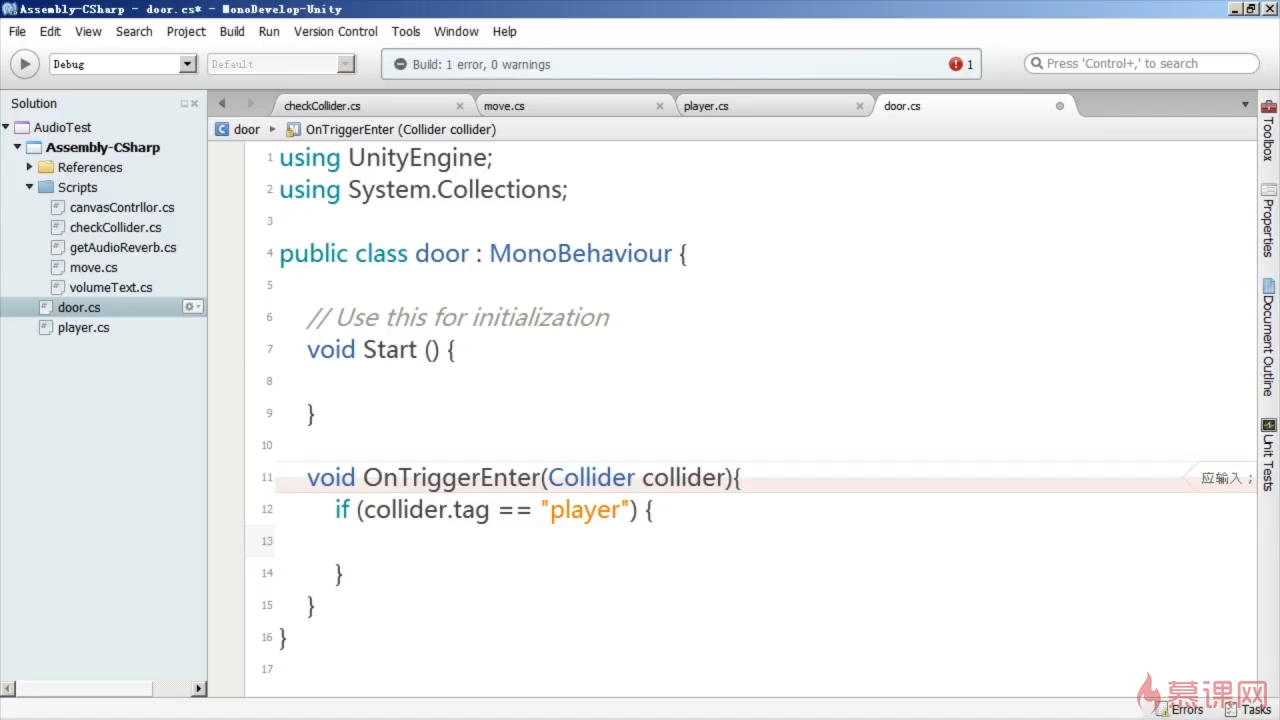 Assembly-CSharp - door.cs* - MonoDevelop-Unity
File Edit View Search Project Build Run Version Control Tools Window Help
Debug Default Build: 1 error, 0 warnings 1 Press 'Control+,' to search
Solution
AudioTest
Assembly-CSharp
References
Scripts
canvasContrllor.cs
checkCollider.cs
getAudioReverb.cs
move.cs
volumeText.cs
door.cs
player.cs
checkCollider.cs move.cs player.cs door.cs
door OnTriggerEnter (Collider collider)
1 using UnityEngine;
2 using System.Collections;
3
4 public class door : MonoBehaviour {
5
6 // Use this for initialization
7 void Start () {
8
9 }
10
11 void OnTriggerEnter(Collider collider){ 应输入 ;
12 if (collider.tag == "player") {
13
14 }
15 }
16 }
17
Toolbox
Properties
Document Outline
Unit Tests
慕课网
Errors Tasks